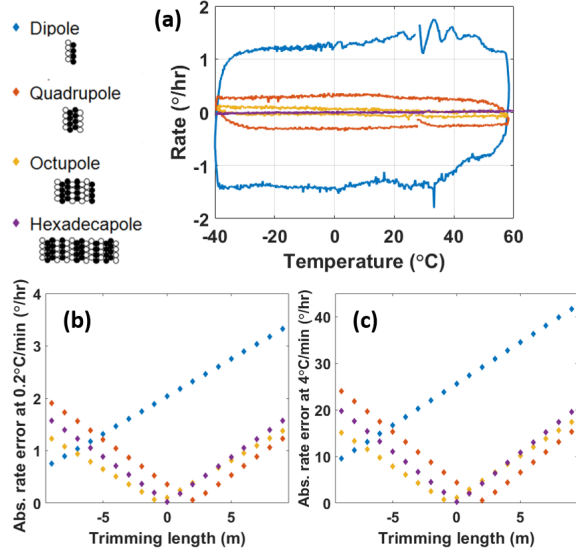 Dipole
Quadrupole
Octupole
Hexadecapole
(a)
Rate (°/hr)
2
1
0
-1
-2
-40
-20
0
20
40
60
Temperature (°C)
(b)
Abs. rate error at 0.2°C/min (°/hr)
4
3
2
1
0
-5
0
5
Trimming length (m)
(c)
Abs. rate error at 4°C/min (°/hr)
40
30
20
10
0
-5
0
5
Trimming length (m)